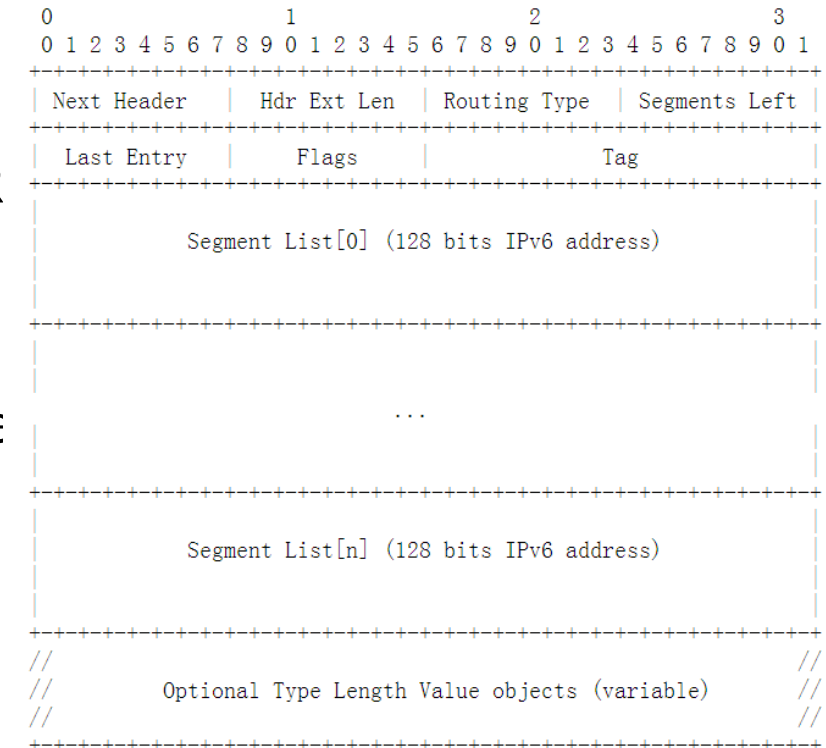 0                   1                   2                   3
0 1 2 3 4 5 6 7 8 9 0 1 2 3 4 5 6 7 8 9 0 1 2 3 4 5 6 7 8 9 0 1
+-+-+-+-+-+-+-+-+-+-+-+-+-+-+-+-+-+-+-+-+-+-+-+-+-+-+-+-+-+-+-+-+
| Next Header | Hdr Ext Len | Routing Type | Segments Left |
+-+-+-+-+-+-+-+-+-+-+-+-+-+-+-+-+-+-+-+-+-+-+-+-+-+-+-+-+-+-+-+-+
| Last Entry | Flags | Tag |
+-+-+-+-+-+-+-+-+-+-+-+-+-+-+-+-+-+-+-+-+-+-+-+-+-+-+-+-+-+-+-+-+
| |
| Segment List[0] (128 bits IPv6 address) |
| |
| |
+-+-+-+-+-+-+-+-+-+-+-+-+-+-+-+-+-+-+-+-+-+-+-+-+-+-+-+-+-+-+-+-+
| |
| |
...
| |
| |
+-+-+-+-+-+-+-+-+-+-+-+-+-+-+-+-+-+-+-+-+-+-+-+-+-+-+-+-+-+-+-+-+
| |
| Segment List[n] (128 bits IPv6 address) |
| |
| |
+-+-+-+-+-+-+-+-+-+-+-+-+-+-+-+-+-+-+-+-+-+-+-+-+-+-+-+-+-+-+-+-+
// //
// Optional Type Length Value objects (variable) //
// //
+-+-+-+-+-+-+-+-+-+-+-+-+-+-+-+-+-+-+-+-+-+-+-+-+-+-+-+-+-+-+-+-+